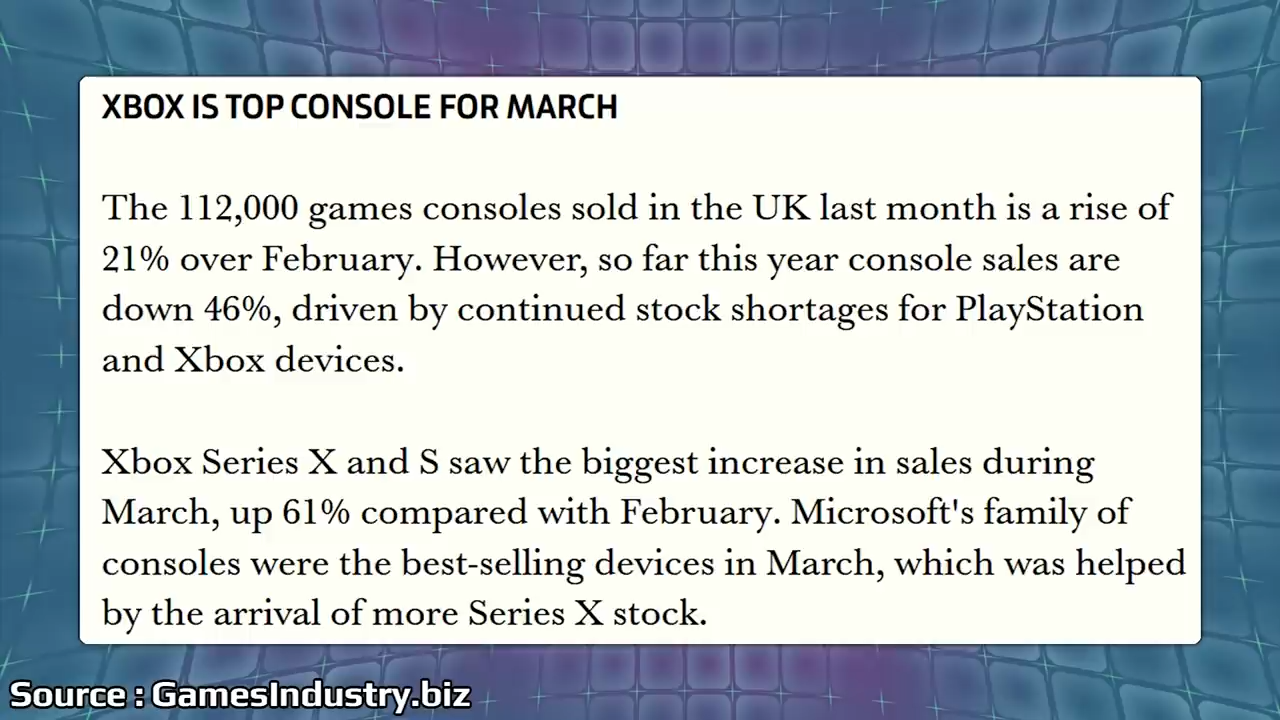 XBOX IS TOP CONSOLE FOR MARCH
The 112,000 games consoles sold in the UK last month is a rise of
21% over February. However, so far this year console sales are
down 46%, driven by continued stock shortages for PlayStation
and Xbox devices.
Xbox Series X and S saw the biggest increase in sales during
March, up 61% compared with February. Microsoft's family of
consoles were the best-selling devices in March, which was helped
by the arrival of more Series X stock.
Source : GamesIndustry.biz